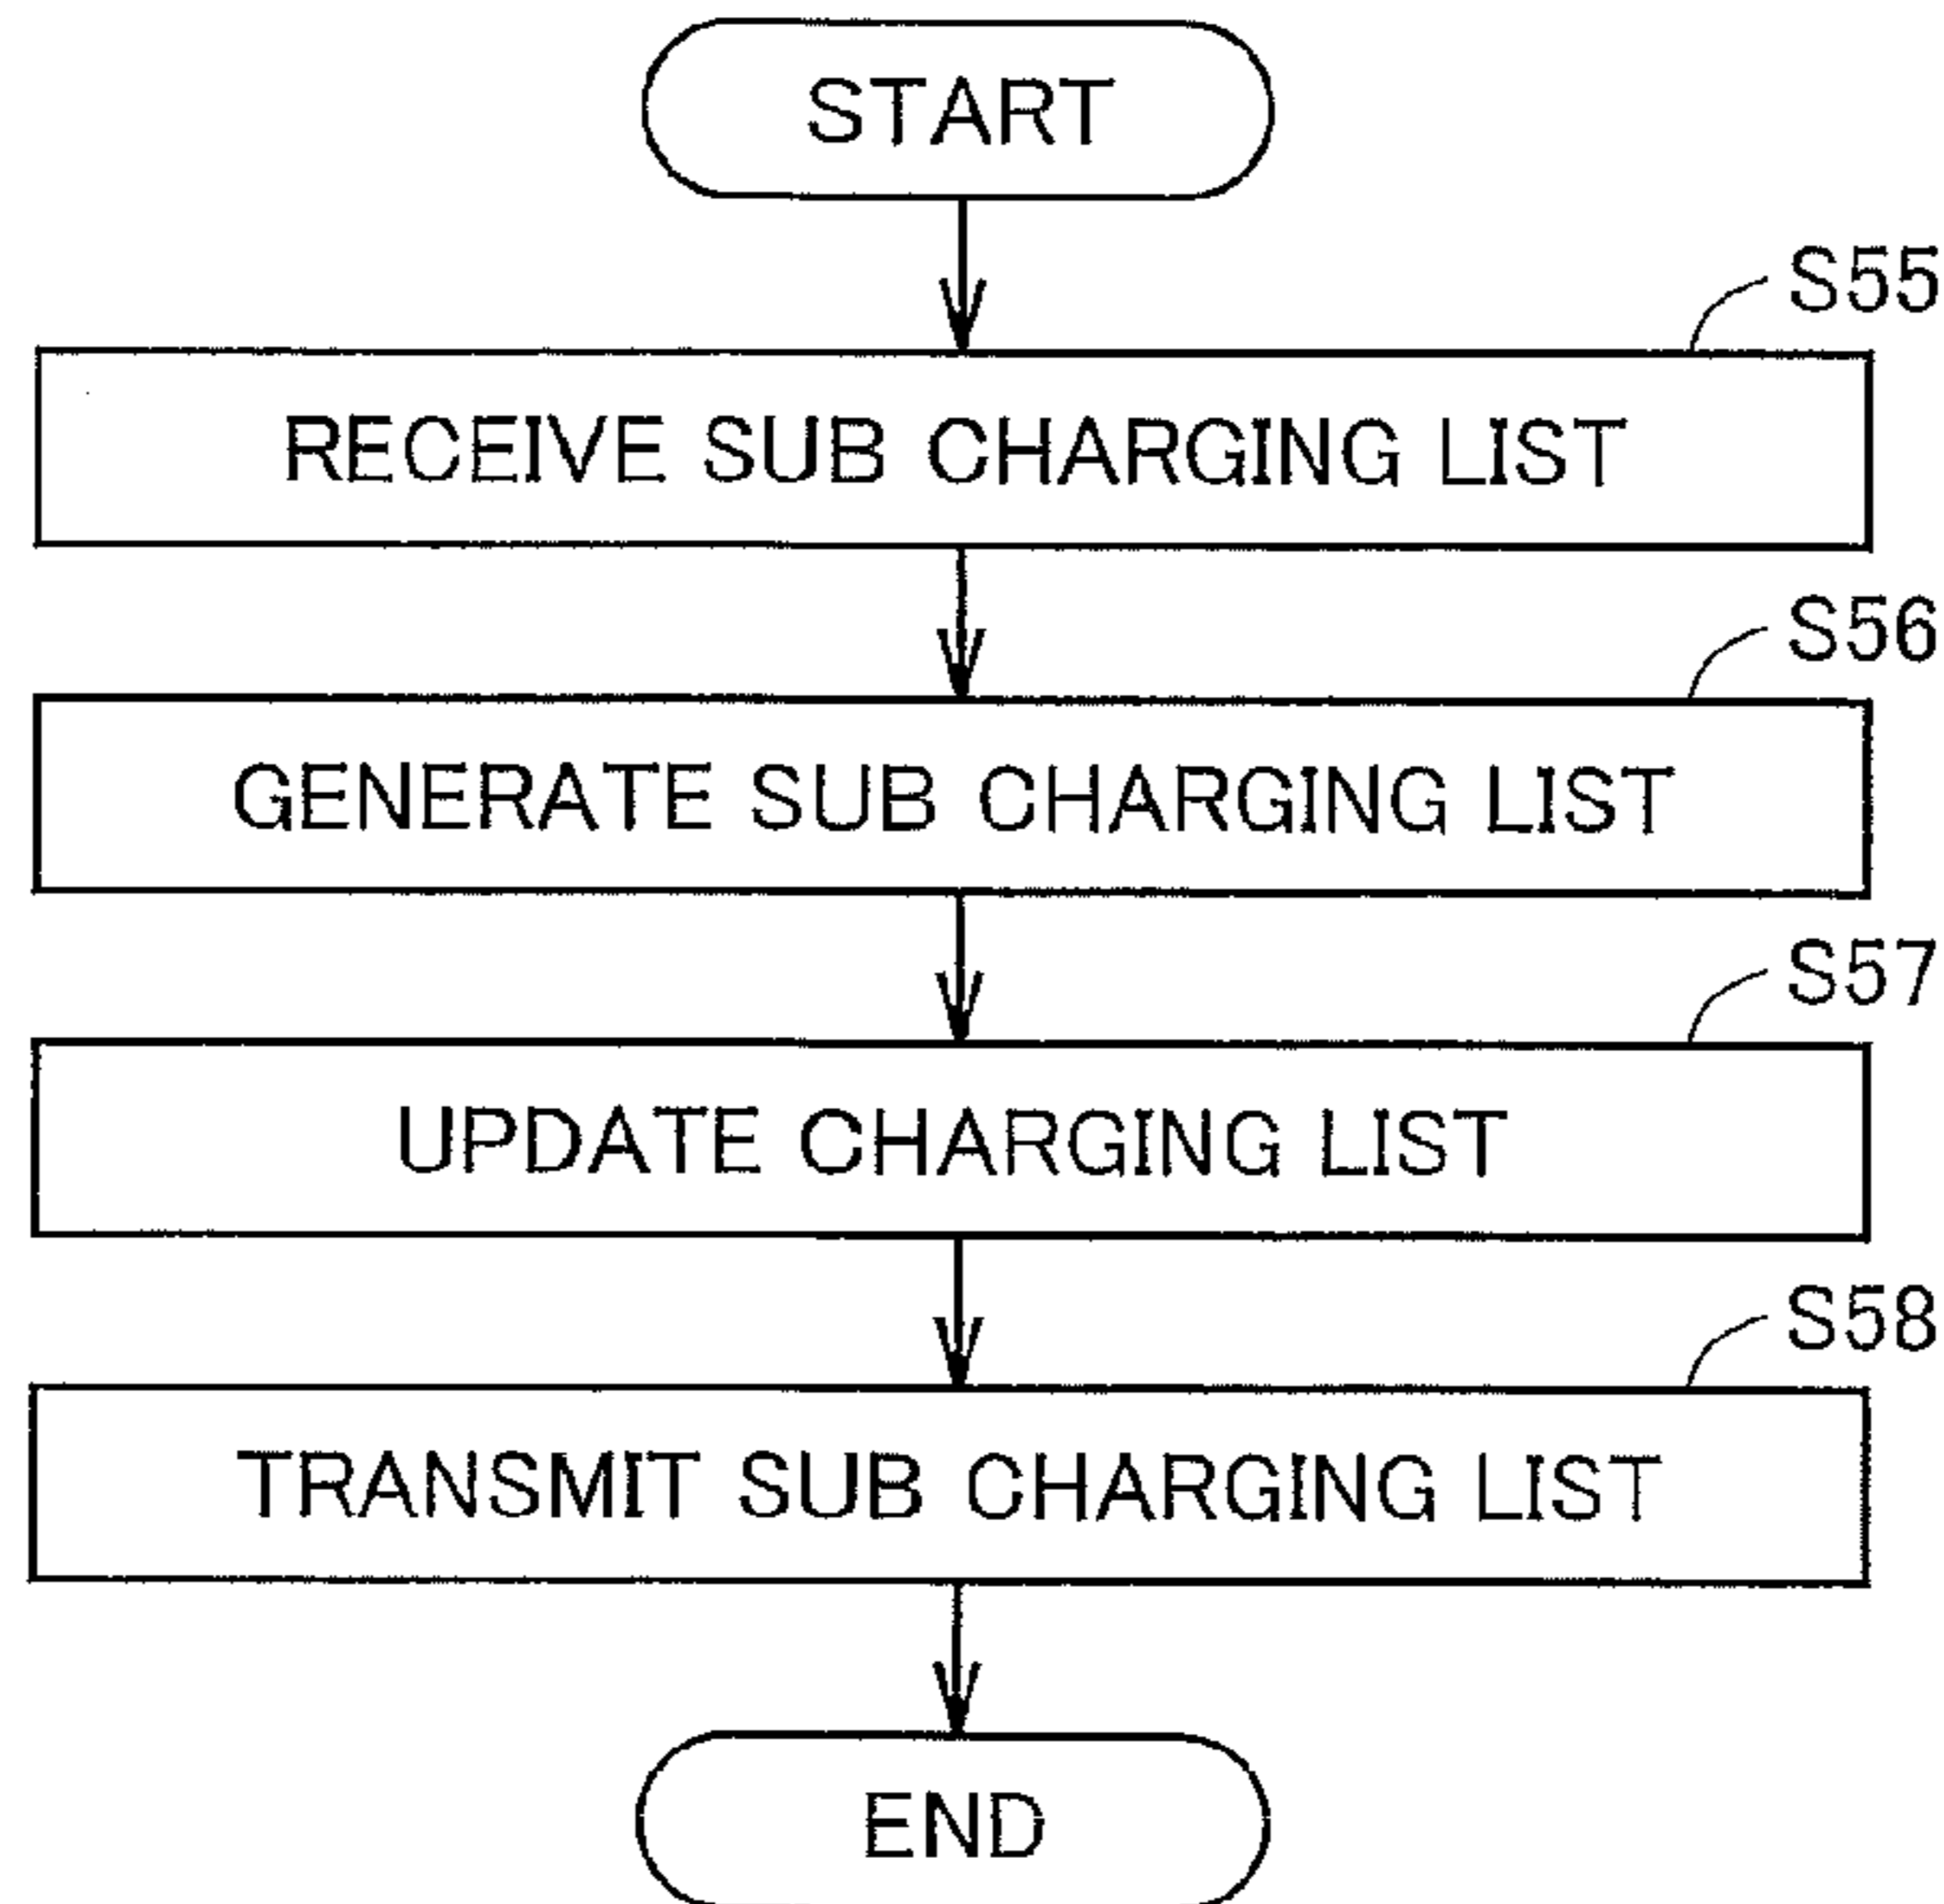 START
S55
RECEIVE SUB CHARGING LIST
S56
GENERATE SUB CHARGING LIST
S57
UPDATE CHARGING LIST
S58
TRANSMIT SUB CHARGING LIST
END